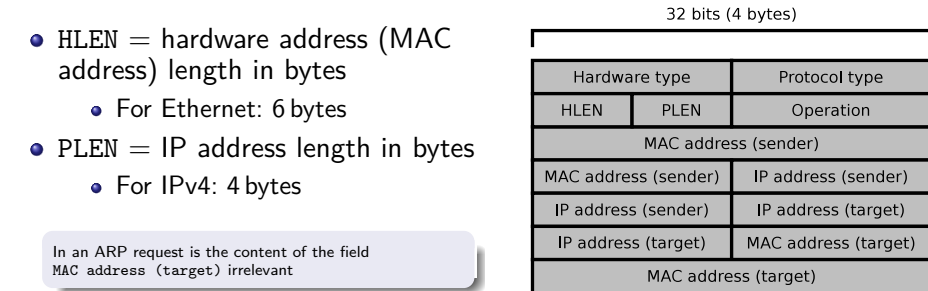 HLEN = hardware address (MAC
address) length in bytes
For Ethernet: 6 bytes
PLEN = IP address length in bytes
For IPv4: 4 bytes
In an ARP request is the content of the field
MAC address (target) irrelevant
32 bits (4 bytes)
Hardware type Protocol type
HLEN PLEN Operation
MAC address (sender)
MAC address (sender) IP address (sender)
IP address (sender) IP address (target)
IP address (target) MAC address (target)
MAC address (target)